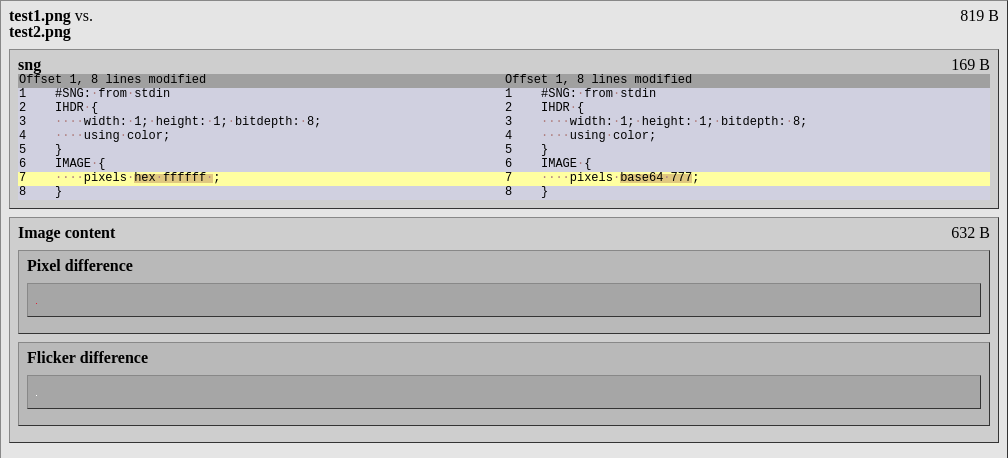 test1.png vs. 819 B
test2.png
sng 169 B
Offset 1, 8 lines modified Offset 1, 8 lines modified
1 #SNG:·from·stdin 1 #SNG:·from·stdin
2 IHDR·{ 2 IHDR·{
3 ····width:·1;·height:·1;·bitdepth:·8; 3 ····width:·1;·height:·1;·bitdepth:·8;
4 ····using·color; 4 ····using·color;
5 } 5 }
6 IMAGE·{ 6 IMAGE·{
7 ····pixels·hex·ffffff·; 7 ····pixels·base64·777;
8 } 8 }
Image content 632 B
Pixel difference
Flicker difference